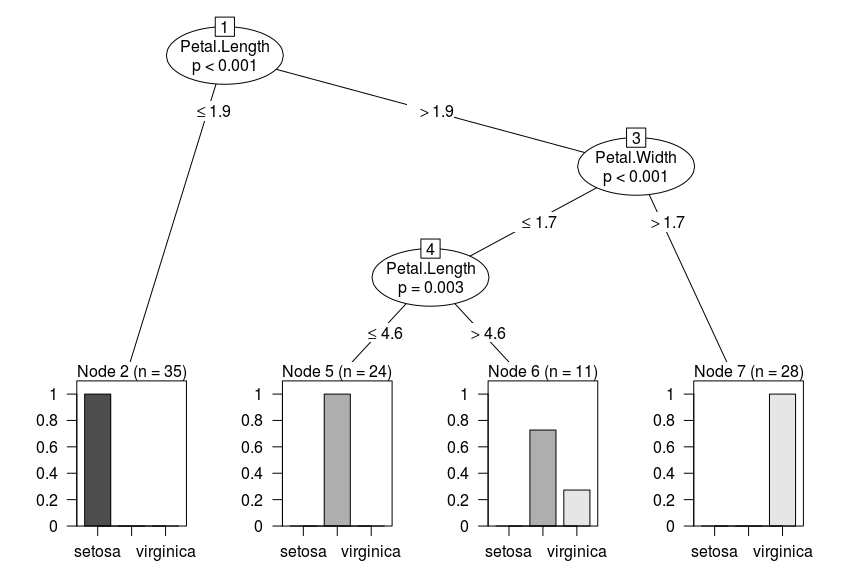 1
Petal.Length
p < 0.001
≤ 1.9
> 1.9
3
Petal.Width
p < 0.001
≤ 1.7
> 1.7
4
Petal.Length
p = 0.003
≤ 4.6
> 4.6
Node 2 (n = 35)
1
0.8
0.6
0.4
0.2
0
setosa virginica
Node 5 (n = 24)
1
0.8
0.6
0.4
0.2
0
setosa virginica
Node 6 (n = 11)
1
0.8
0.6
0.4
0.2
0
setosa virginica
Node 7 (n = 28)
1
0.8
0.6
0.4
0.2
0
setosa virginica